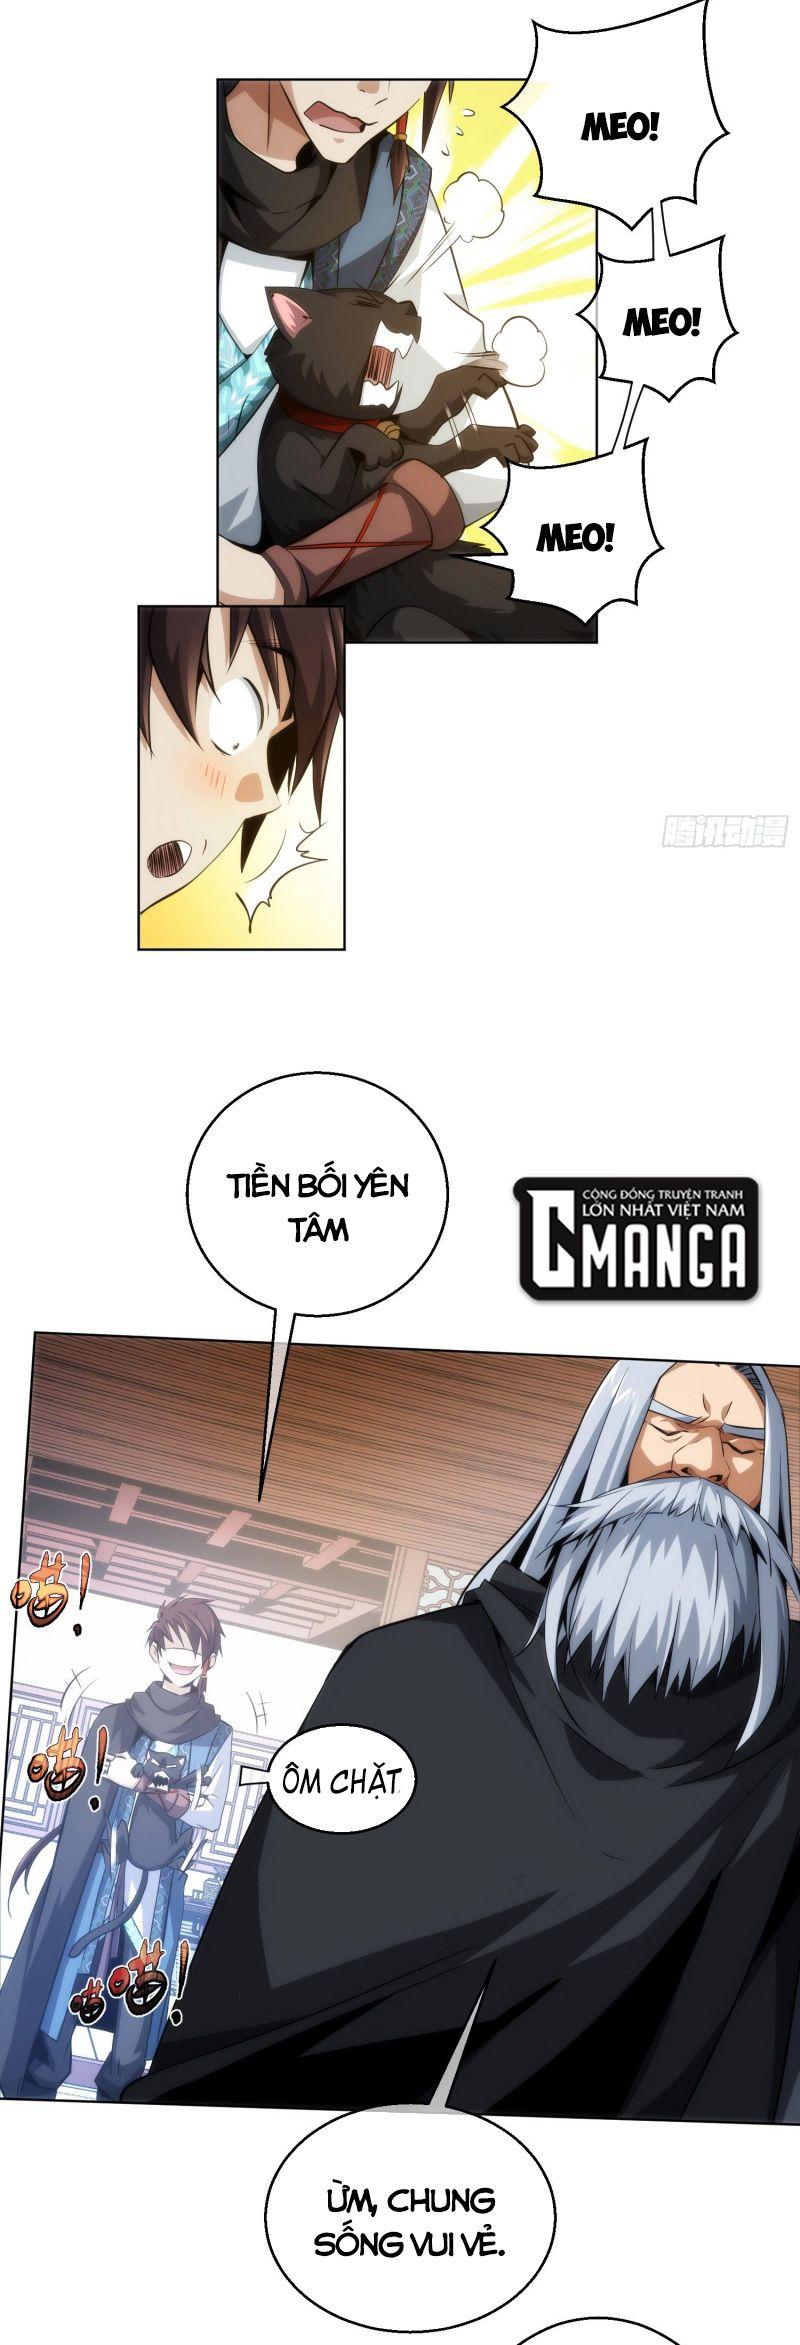 MEO!
MEO!
MEO!
腾讯动漫
TIỀN BỐI YÊN
TÂM
CỘNG ĐỒNG TRUYỆN TRANH
LỚN NHẤT VIỆT NAM
CMANGA
喵!
喵!
ÔM CHẶT
喵喵!
ỪM, CHUNG
SỐNG VUI VẺ.